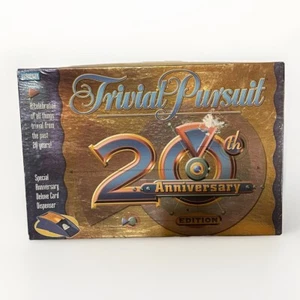 Trivial Pursuit
A celebration
of all things
trivial from
the past
20 years!
20th
Anniversary
EDITION
Special
Anniversary
Deluxe Card
Dispenser